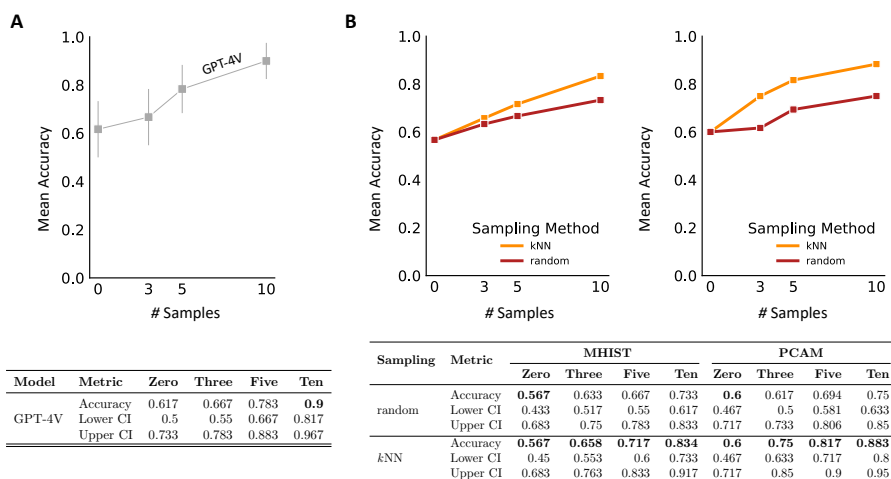 A
1.0
0.8
0.6
0.4
0.2
0.0
Mean Accuracy
GPT-4V
0 3 5 10
# Samples
Model Metric Zero Three Five Ten
GPT-4V
Accuracy 0.617 0.667 0.783 0.9
Lower CI 0.5 0.55 0.667 0.817
Upper CI 0.733 0.783 0.883 0.967
B
1.0
0.8
0.6
0.4
0.2
0.0
Mean Accuracy
Sampling Method
kNN
random
0 3 5 10
# Samples
1.0
0.8
0.6
0.4
0.2
0.0
Mean Accuracy
Sampling Method
kNN
random
0 3 5 10
# Samples
Sampling Metric MHIST PCAM
Zero Three Five Ten Zero Three Five Ten
random
Accuracy 0.567 0.633 0.667 0.733 0.6 0.617 0.694 0.75
Lower CI 0.433 0.517 0.55 0.617 0.467 0.5 0.581 0.633
Upper CI 0.683 0.75 0.783 0.833 0.717 0.733 0.806 0.85
kNN
Accuracy 0.567 0.658 0.717 0.834 0.6 0.75 0.817 0.883
Lower CI 0.45 0.553 0.6 0.733 0.467 0.633 0.717 0.8
Upper CI 0.683 0.763 0.833 0.917 0.717 0.85 0.9 0.95